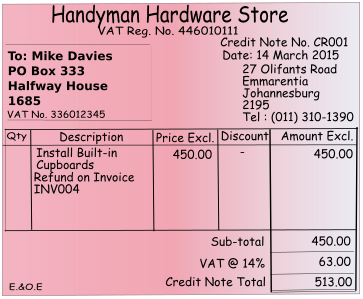 Handyman Hardware Store
VAT Reg. No. 446010111
Credit Note No. CR001
Date: 14 March 2015
To: Mike Davies
PO Box 333
Halfway House
1685
VAT No. 336012345
27 Olifants Road
Emmarentia
Johannesburg
2195
Tel : (011) 310-1390
Qty Description Price Excl. Discount Amount Excl.
Install Built-in 450.00 - 450.00
Cupboards
Refund on Invoice
INV004
Sub-total 450.00
VAT @ 14% 63.00
Credit Note Total 513.00
E.&O.E